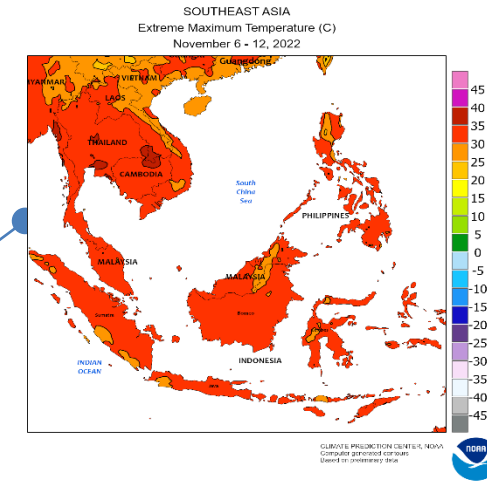 SOUTHEAST ASIA
Extreme Maximum Temperature (C)
November 6 - 12, 2022
Guangdong
YANMAR
VIETNAM
LAOS
THAILAND
CAMBODIA
South
China
Sea
PHILIPPINES
MALAYSIA
MALAYSIA
Sumatra
Borneo
INDONESIA
INDIAN
OCEAN
Java
45
40
35
30
25
20
15
10
5
0
-5
-10
-15
-20
-25
-30
-35
-40
-45
CLIMATE PREDICTION CENTER, NOAA
Computer generated contours
Based on preliminary data
NOAA